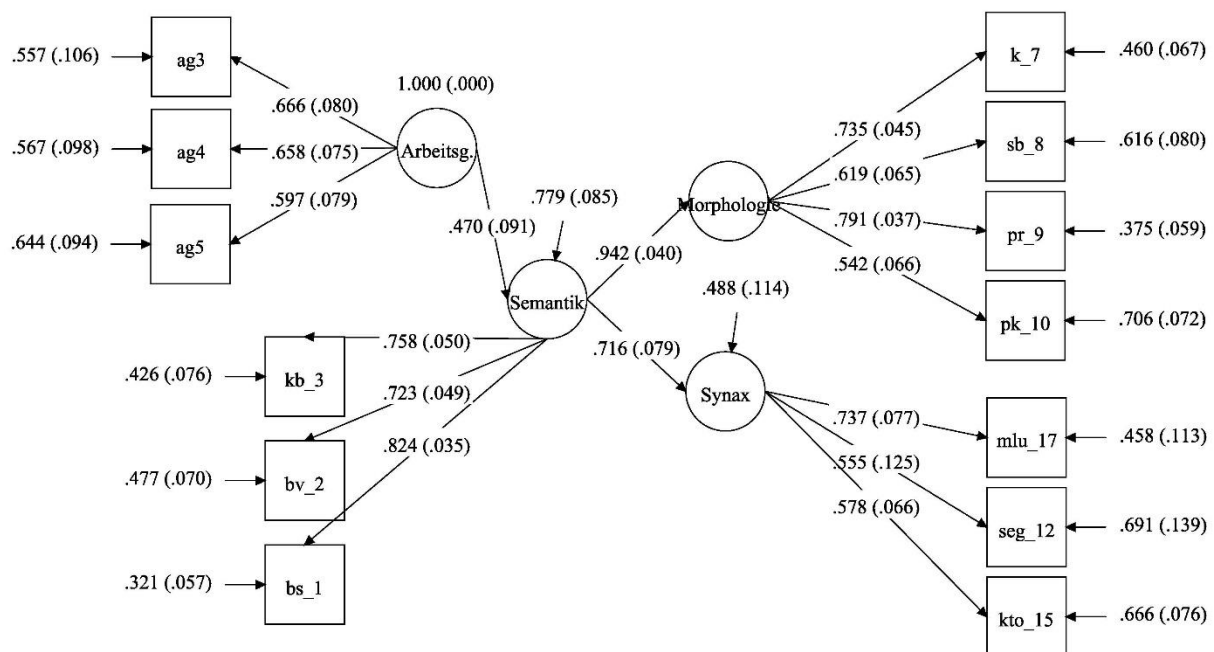 .557 (.106)
ag3
.666 (.080)
1.000 (.000)
.567 (.098)
ag4
.658 (.075)
Arbeitsg.
.644 (.094)
ag5
.597 (.079)
.470 (.091)
.779 (.085)
Semantik
.426 (.076)
kb_3
.758 (.050)
.477 (.070)
bv_2
.723 (.049)
.321 (.057)
bs_1
.824 (.035)
.942 (.040)
.716 (.079)
Morphologie
.488 (.114)
Synax
.735 (.045)
k_7
.460 (.067)
.619 (.065)
sb_8
.616 (.080)
.791 (.037)
pr_9
.375 (.059)
.542 (.066)
pk_10
.706 (.072)
.737 (.077)
mlu_17
.458 (.113)
.555 (.125)
seg_12
.691 (.139)
.578 (.066)
kto_15
.666 (.076)